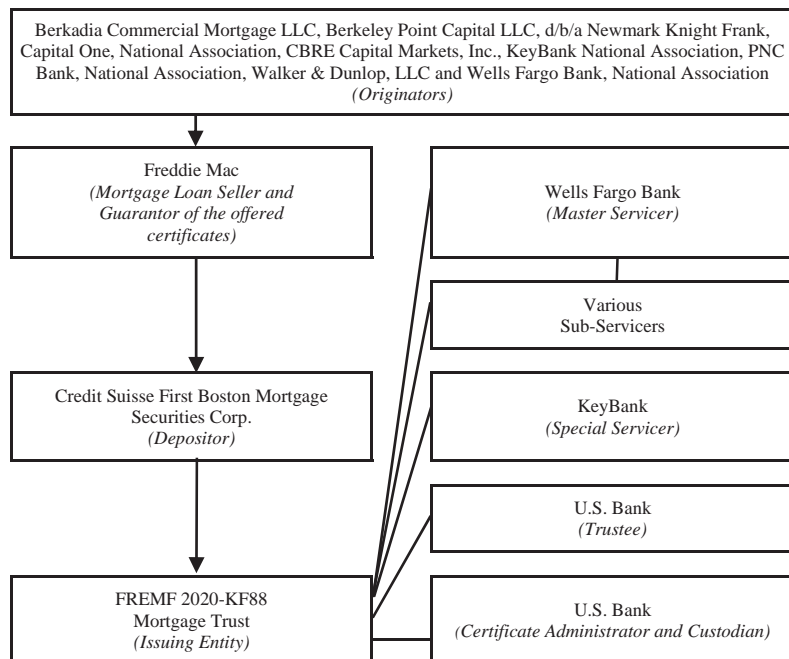 Berkadia Commercial Mortgage LLC, Berkeley Point Capital LLC, d/b/a Newmark Knight Frank,
Capital One, National Association, CBRE Capital Markets, Inc., KeyBank National Association, PNC
Bank, National Association, Walker & Dunlop, LLC and Wells Fargo Bank, National Association
(Originators)
Freddie Mac
(Mortgage Loan Seller and
Guarantor of the offered
certificates)
Wells Fargo Bank
(Master Servicer)
Various
Sub-Servicers
Credit Suisse First Boston Mortgage
Securities Corp.
(Depositor)
KeyBank
(Special Servicer)
U.S. Bank
(Trustee)
FREMF 2020-KF88
Mortgage Trust
(Issuing Entity)
U.S. Bank
(Certificate Administrator and Custodian)